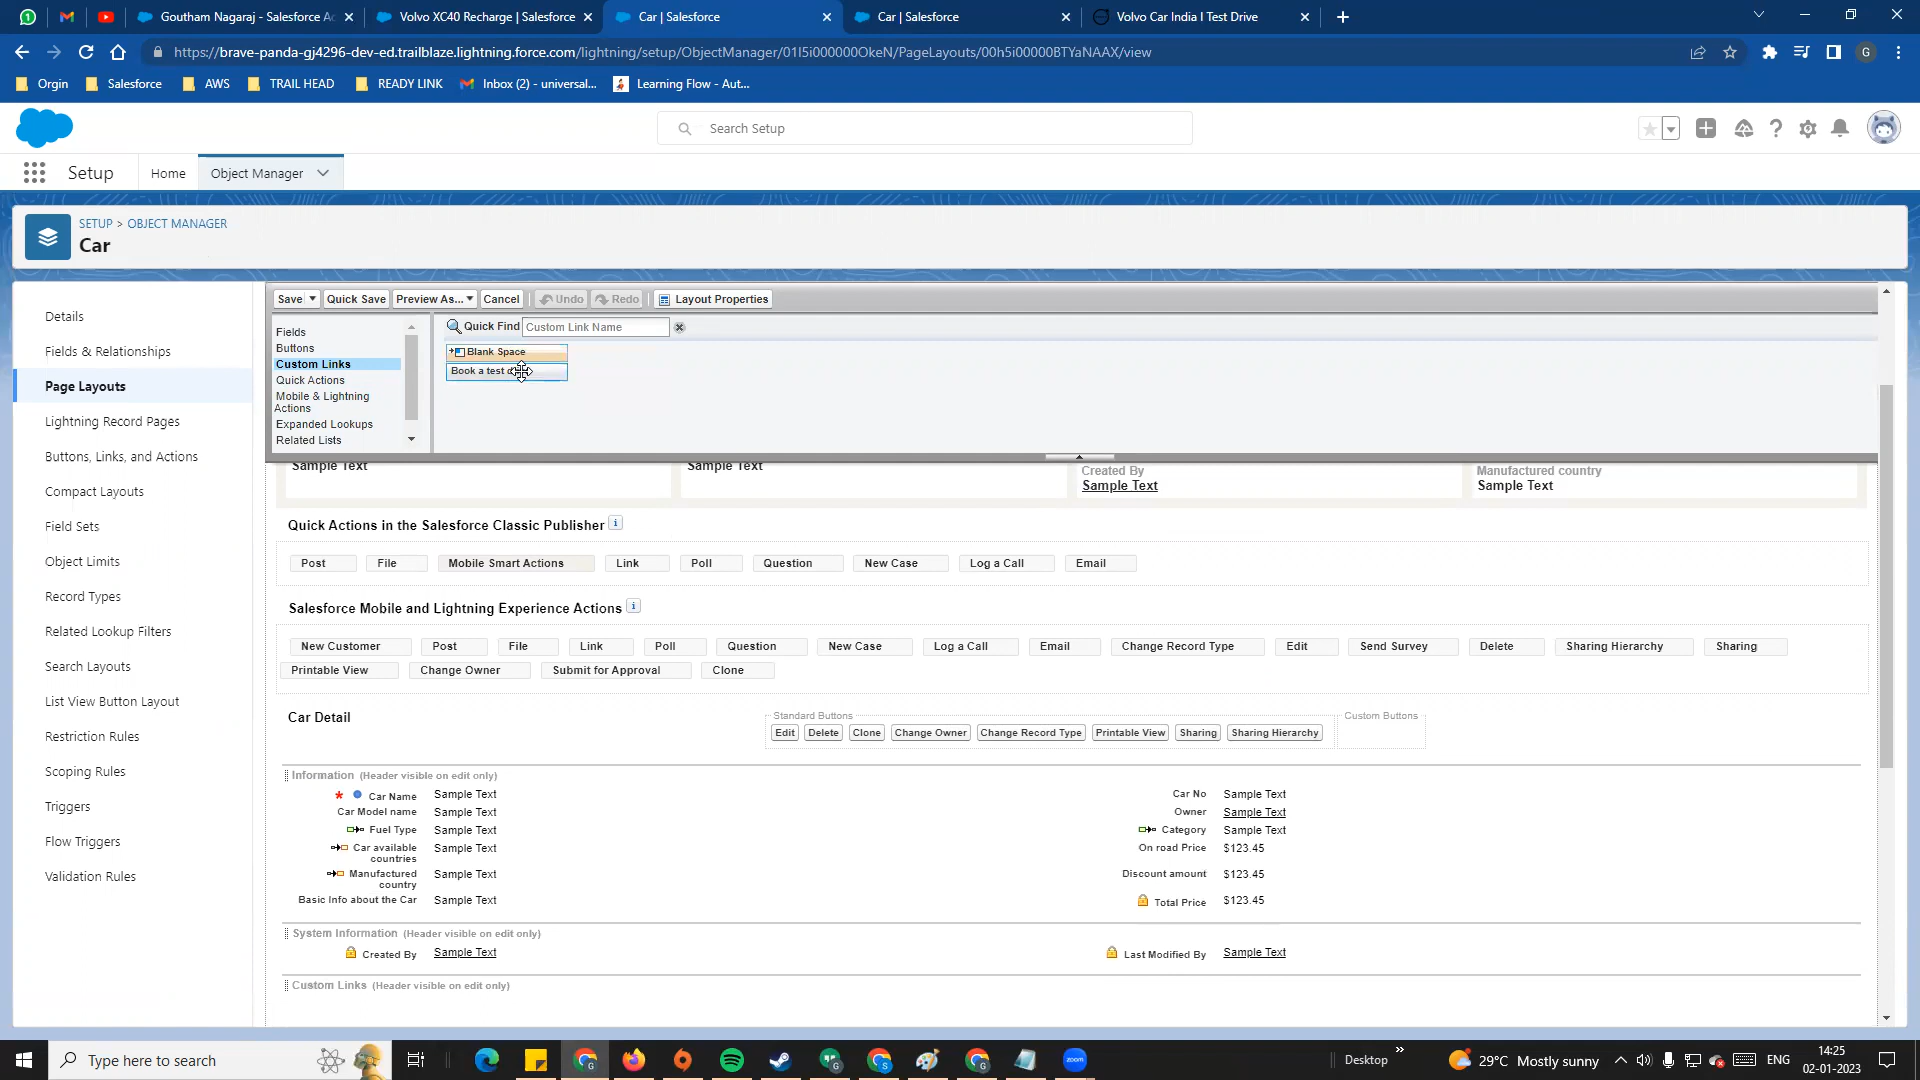 Goutham Nagaraj - Salesforce Ac
Volvo XC40 Recharge | Salesforce
Car | Salesforce
Car | Salesforce
Volvo Car India I Test Drive
https://brave-panda-gj4296-dev-ed.trailblaze.lightning.force.com/lightning/setup/ObjectManager/01I5i000000OkeN/PageLayouts/00h5i00000BTYaNAAX/view
G
Orgin
Salesforce
AWS
TRAIL HEAD
READY LINK
Inbox (2) - universal...
Learning Flow - Aut...
Search Setup
Setup
Home
Object Manager
SETUP > OBJECT MANAGER
Car
Details
Fields & Relationships
Page Layouts
Lightning Record Pages
Buttons, Links, and Actions
Compact Layouts
Field Sets
Object Limits
Record Types
Related Lookup Filters
Search Layouts
List View Button Layout
Restriction Rules
Scoping Rules
Triggers
Flow Triggers
Validation Rules
Save
Quick Save
Preview As...
Cancel
Undo
Redo
Layout Properties
Fields
Buttons
Custom Links
Quick Actions
Mobile & Lightning
Actions
Expanded Lookups
Related Lists
Quick Find
Custom Link Name
Blank Space
Book a test
Sample Text
Sample Text
Created By
Sample Text
Manufactured country
Sample Text
Quick Actions in the Salesforce Classic Publisher
Post File Mobile Smart Actions Link Poll Question New Case Log a Call Email
Salesforce Mobile and Lightning Experience Actions
New Customer Post File Link Poll Question New Case Log a Call Email Change Record Type Edit Send Survey Delete Sharing Hierarchy Sharing
Printable View Change Owner Submit for Approval Clone
Car Detail
Standard Buttons
Edit Delete Clone Change Owner Change Record Type Printable View Sharing Sharing Hierarchy
Custom Buttons
Information (Header visible on edit only)
* Car Name Sample Text
Car No Sample Text
Car Model name Sample Text
Owner Sample Text
Fuel Type Sample Text
Category Sample Text
Car available
countries Sample Text
On road Price $123.45
Manufactured
country Sample Text
Discount amount $123.45
Basic Info about the Car Sample Text
Total Price $123.45
System Information (Header visible on edit only)
Created By Sample Text
Last Modified By Sample Text
Custom Links (Header visible on edit only)
Type here to search
zoom
Desktop
29°C Mostly sunny
ENG
14:25
02-01-2023